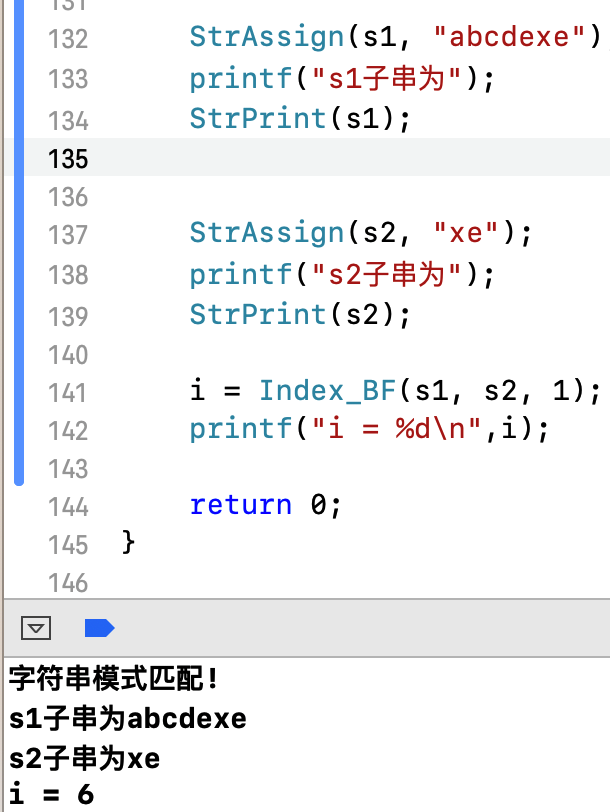 131
132 StrAssign(s1, "abcdexe")
133 printf("s1子串为");
134 StrPrint(s1);
135
136
137 StrAssign(s2, "xe");
138 printf("s2子串为");
139 StrPrint(s2);
140
141 i = Index_BF(s1, s2, 1);
142 printf("i = %d\n",i);
143
144 return 0;
145 }
146
字符串模式匹配!
s1子串为abcdexe
s2子串为xe
i = 6